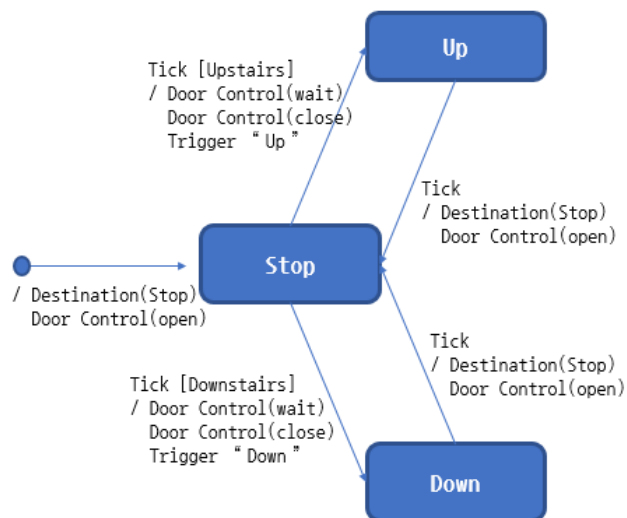 Up
Tick [Upstairs]
/ Door Control(wait)
Door Control(close)
Trigger “Up”
Tick
/ Destination(Stop)
Door Control(open)
Stop
/ Destination(Stop)
Door Control(open)
Tick
/ Destination(Stop)
Door Control(open)
Tick [Downstairs]
/ Door Control(wait)
Door Control(close)
Trigger “Down”
Down